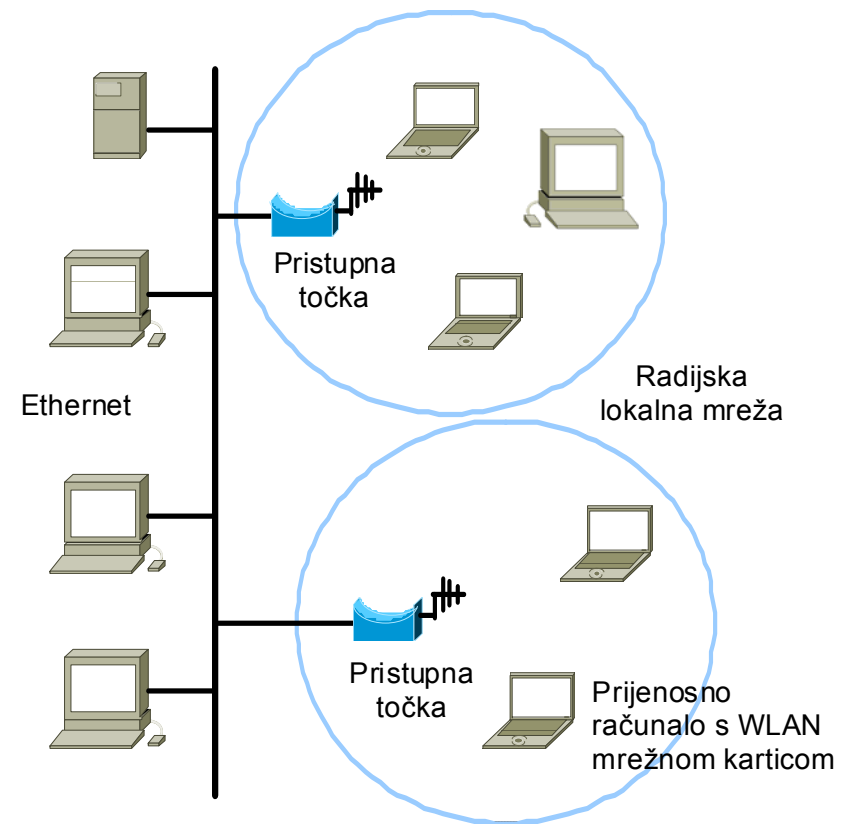 Pristupna
točka
Ethernet
Radijska
lokalna mreža
Pristupna
točka
Prijenosno
računalo s WLAN
mrežnom karticom